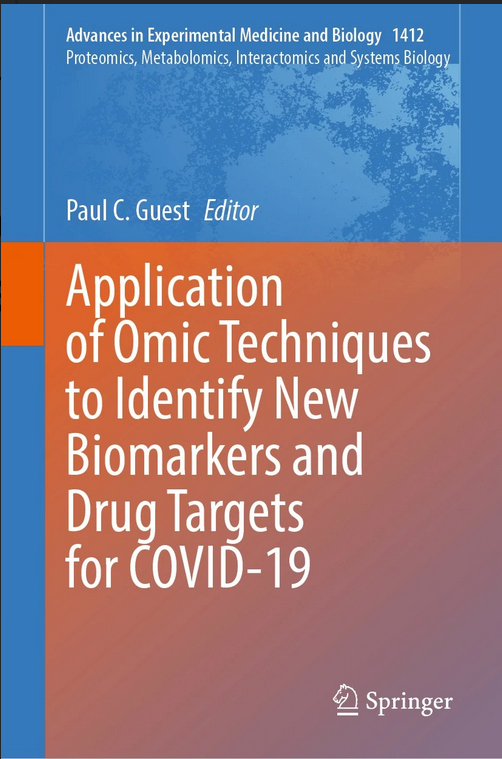 Advances in Experimental Medicine and Biology 1412
Proteomics, Metabolomics, Interactomics and Systems Biology
Paul C. Guest Editor
Application
of Omic Techniques
to Identify New
Biomarkers and
Drug Targets
for COVID-19
Springer